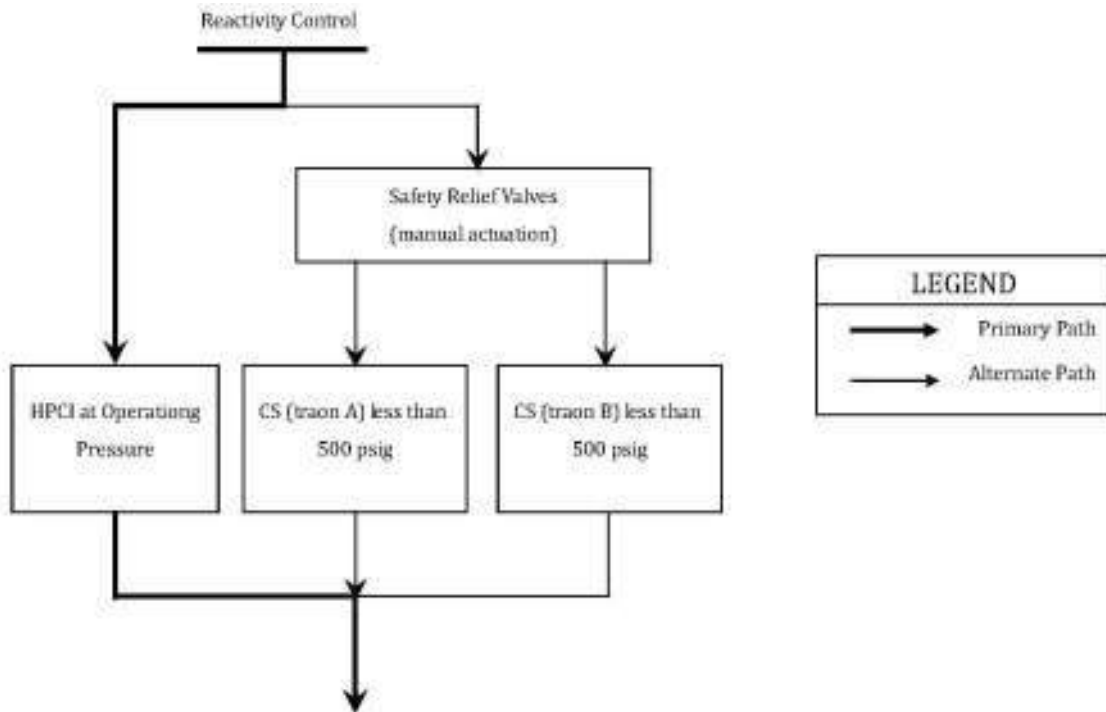 Reactivity Control
Safety Relief Valves
(manual actuation)
LEGEND
Primary Path
Alternate Path
HPCI at Operationg
Pressure
CS (traon A) less than
500 psig
CS (traon B) less than
500 psig